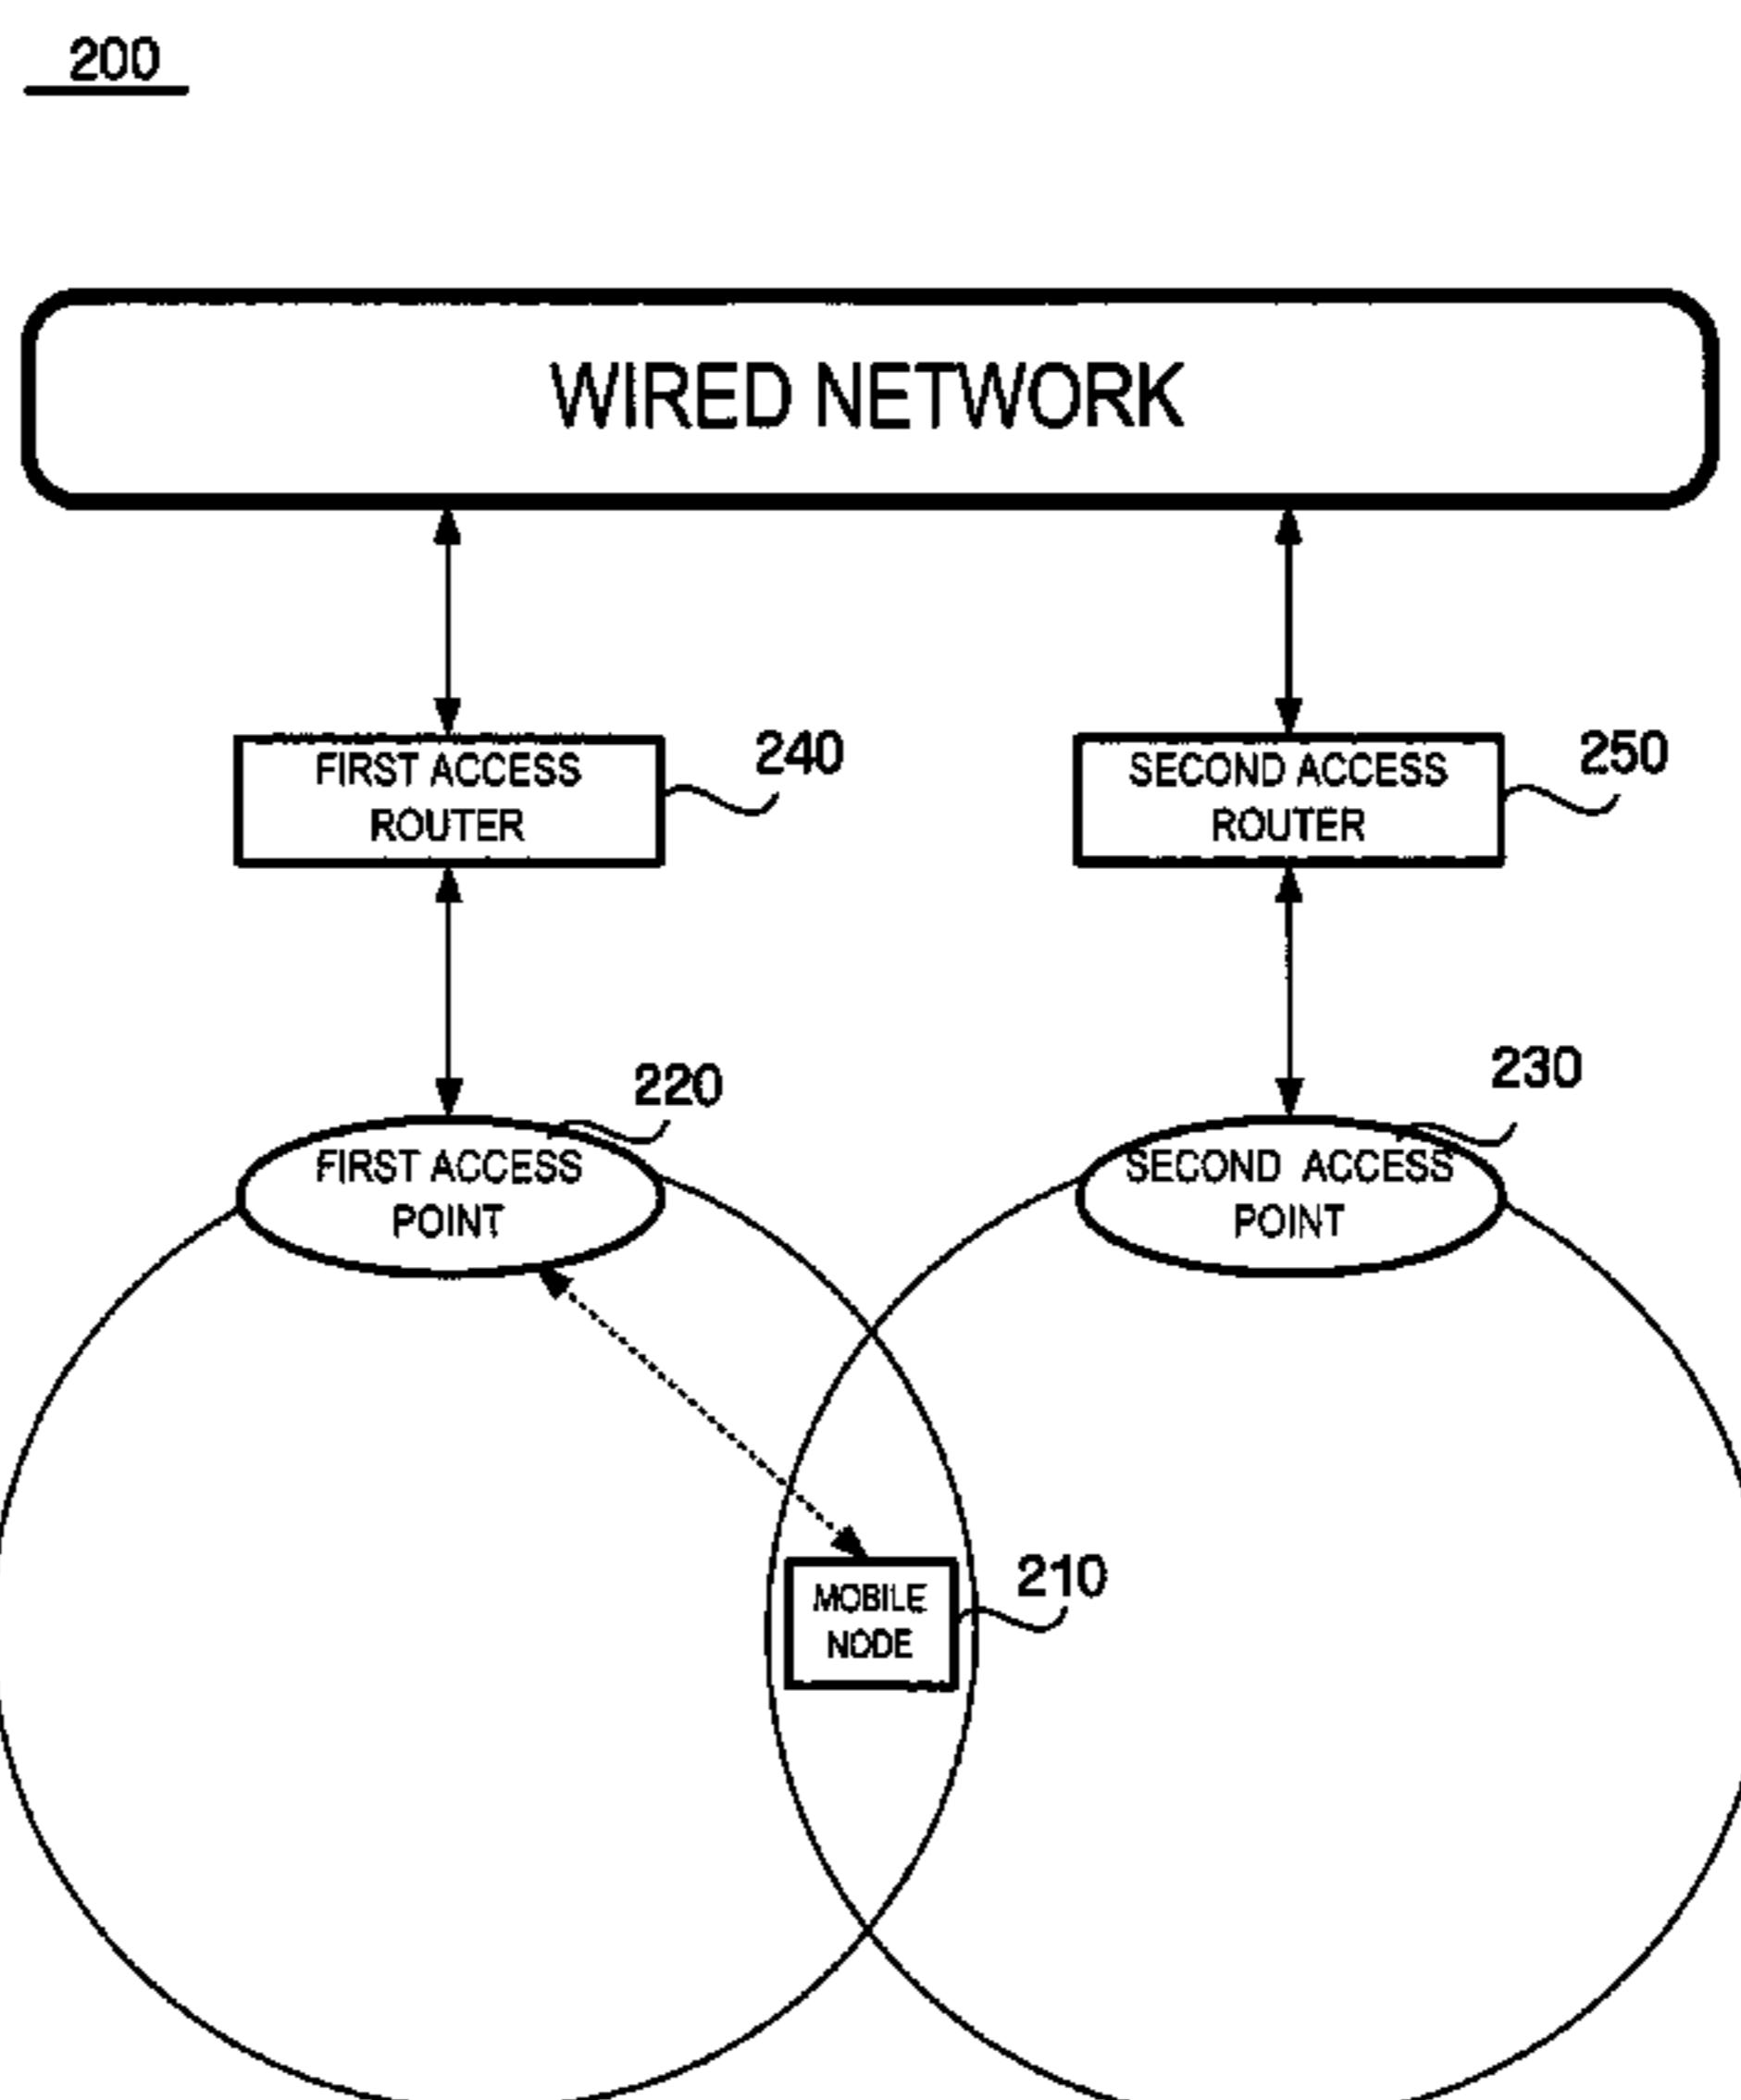 200
WIRED NETWORK
FIRST ACCESS
ROUTER
240
SECOND ACCESS
ROUTER
250
FIRST ACCESS
POINT
220
SECOND ACCESS
POINT
230
MOBILE
NODE
210